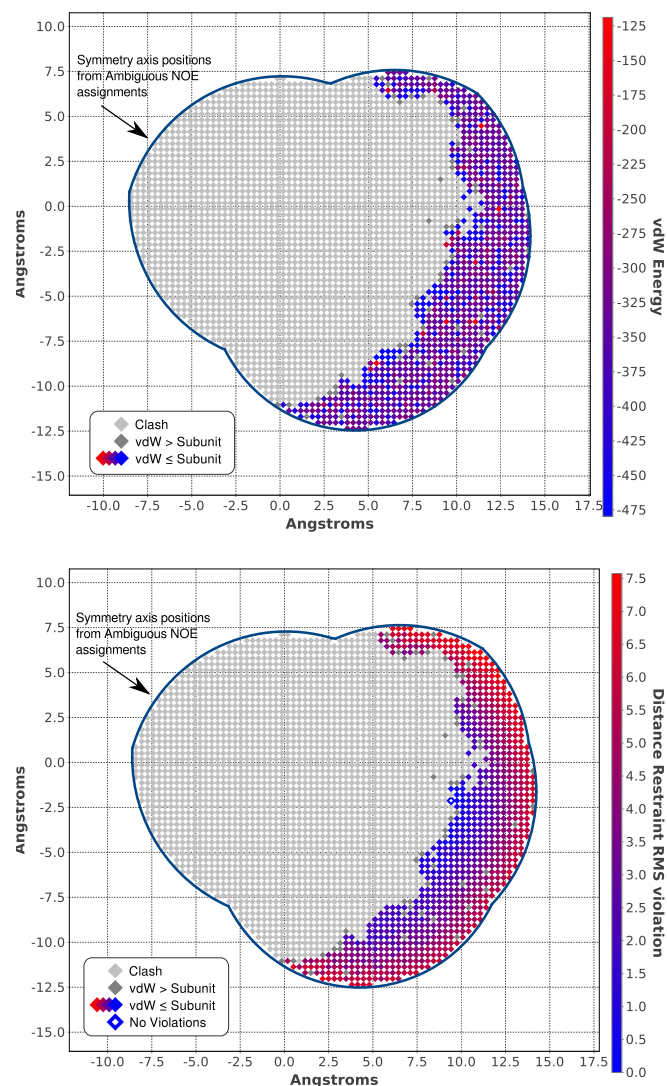 10.0
7.5
5.0
2.5
0.0
-2.5
-5.0
-7.5
-10.0
-12.5
-15.0
Angstroms
Symmetry axis positions
from Ambiguous NOE
assignments
Clash
vdW > Subunit
vdW ≤ Subunit
-10.0 -7.5 -5.0 -2.5 0.0 2.5 5.0 7.5 10.0 12.5 15.0 17.5
Angstroms
-125
-150
-175
-200
-225
-250
-275
-300
-325
-350
-375
-400
-425
-450
-475
vdW Energy
10.0
7.5
5.0
2.5
0.0
-2.5
-5.0
-7.5
-10.0
-12.5
-15.0
Angstroms
Symmetry axis positions
from Ambiguous NOE
assignments
Clash
vdW > Subunit
vdW ≤ Subunit
No Violations
-10.0 -7.5 -5.0 -2.5 0.0 2.5 5.0 7.5 10.0 12.5 15.0 17.5
Angstroms
7.5
7.0
6.5
6.0
5.5
5.0
4.5
4.0
3.5
3.0
2.5
2.0
1.5
1.0
0.5
0.0
Distance Restraint RMS violation